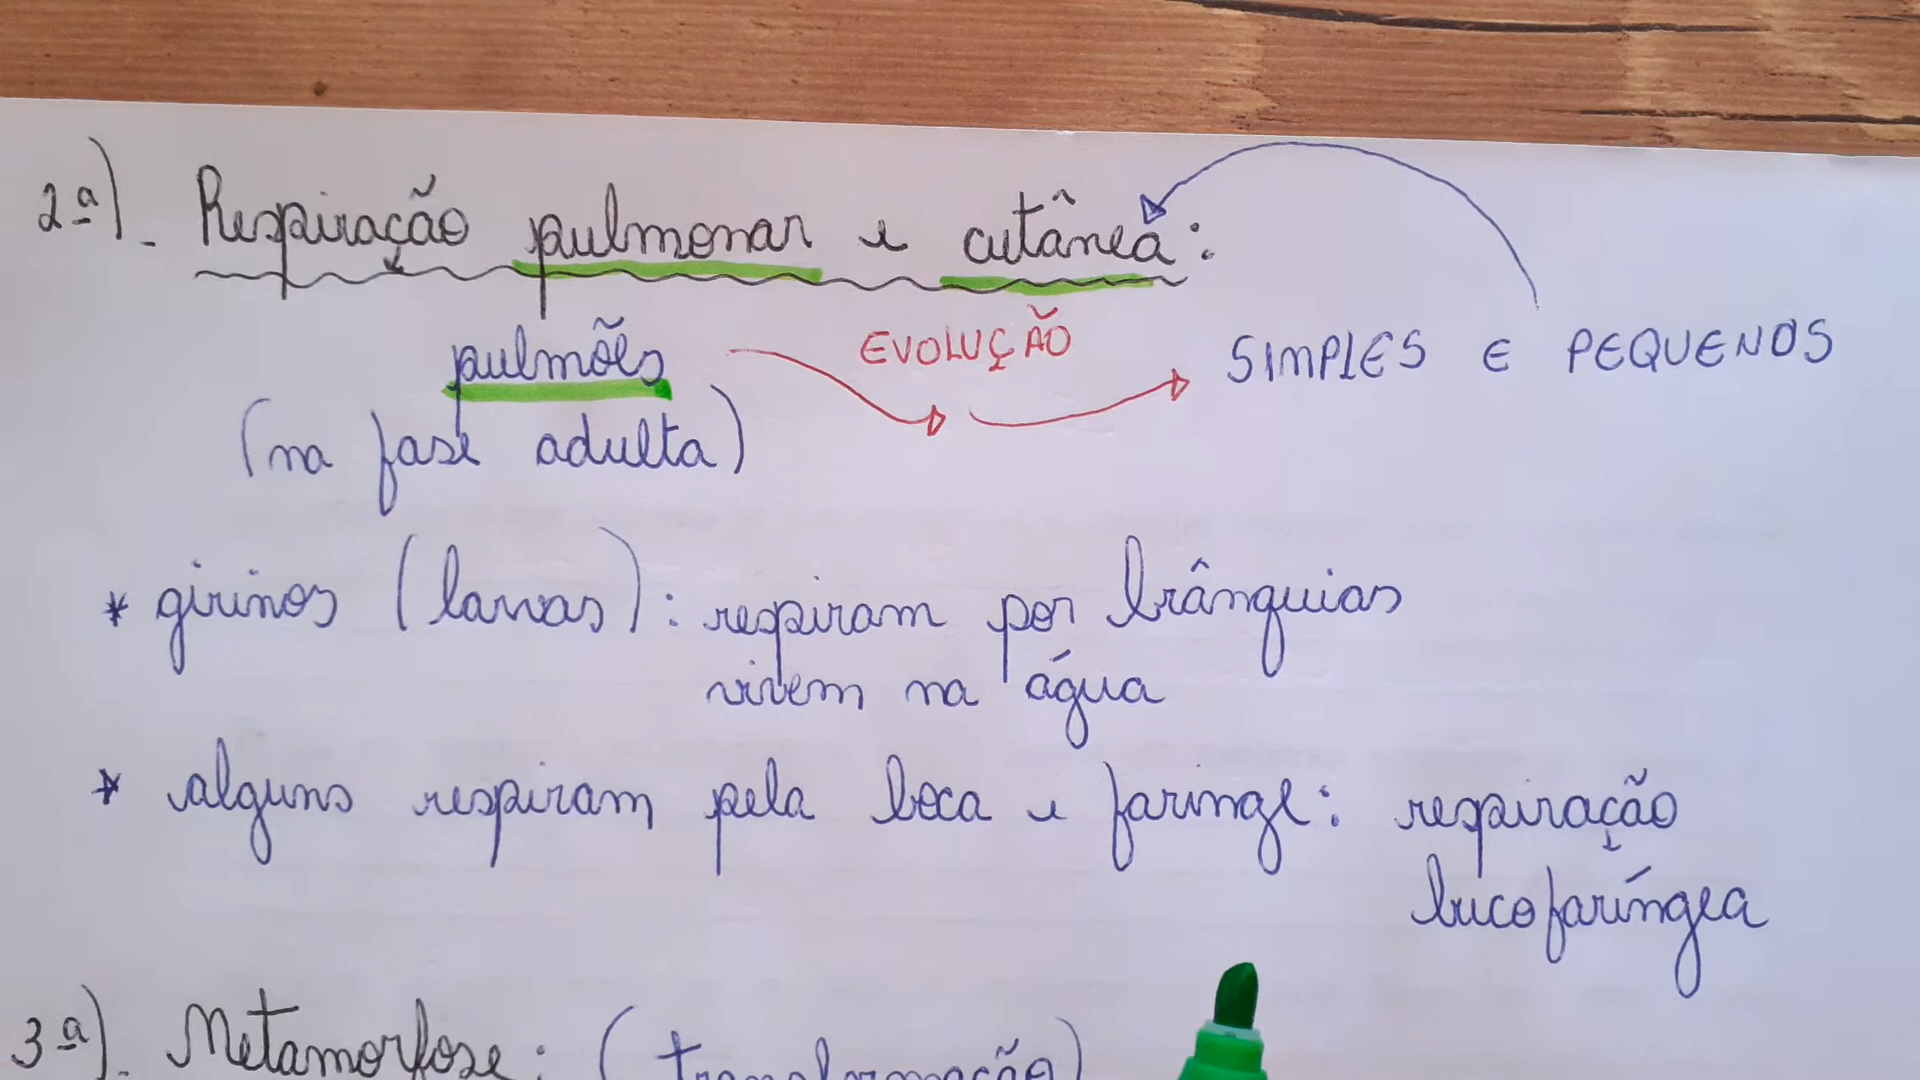 2ª). Respiração pulmonar e cutânea:
pulmões EVOLUÇÃO SIMPLES E PEQUENOS
(na fase adulta)
* girinos (larvas): respiram por brânquias
vivem na água
* alguns respiram pela boca e faringe: respiração
bucofaríngea
3ª). Metamorfose: (transformação)